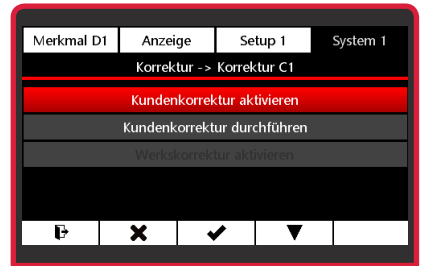 Merkmal D1 Anzeige Setup 1 System 1
Korrektur -> Korrektur C1
Kundenkorrektur aktivieren
Kundenkorrektur durchführen
Werkskorrektur aktivieren